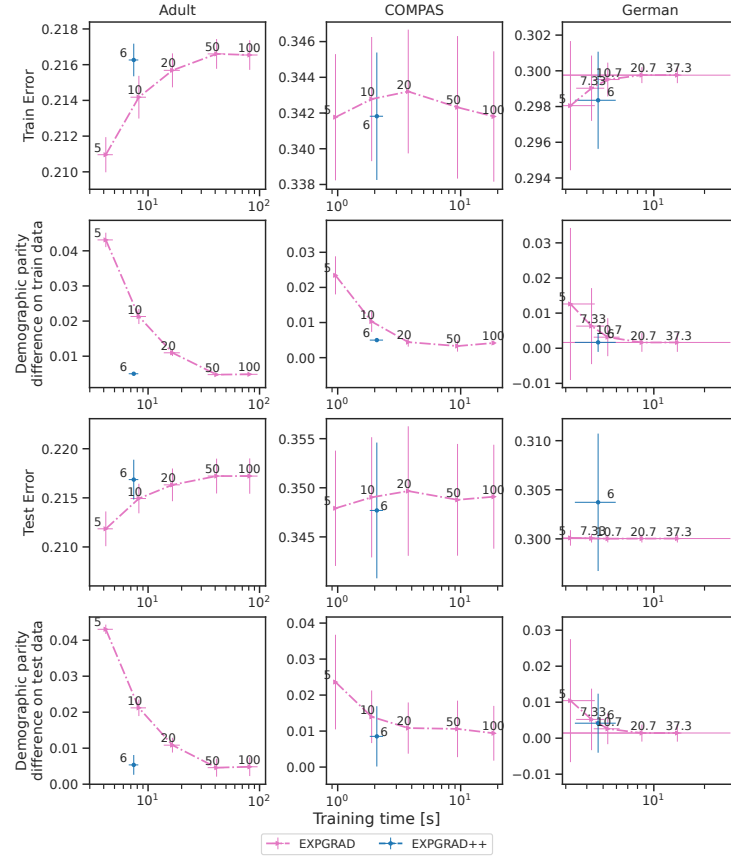 Adult COMPAS German
Train Error
0.218 0.216 0.214 0.212 0.210
5 10 6 20 50 100
10¹ 10²
0.346 0.344 0.342 0.340 0.338
5 10 6 20 50 100
10⁰ 10¹
0.300 0.298 0.296 0.294
5 7.33 10.7 6 20.7 37.3
10¹
Demographic parity
difference on train data
0.04 0.03 0.02 0.01
5 10 6 20 50 100
10¹ 10²
0.03 0.02 0.01 0.00
5 10 6 20 50 100
10⁰ 10¹
0.03 0.02 0.01 0.00 −0.01
5 7.33 10.7 6 20.7 37.3
10¹
Test Error
0.220 0.215 0.210
5 6 10 20 50 100
10¹ 10²
0.355 0.350 0.345
5 10 6 20 50 100
10⁰ 10¹
0.310 0.305 0.300
5 7.33 10.7 6 20.7 37.3
10¹
Demographic parity
difference on test data
0.04 0.03 0.02 0.01 0.00
5 10 6 20 50 100
10¹ 10²
0.04 0.03 0.02 0.01 0.00
5 10 6 20 50 100
10⁰ 10¹
0.03 0.02 0.01 0.00 −0.01
5 7.33 6 10.7 20.7 37.3
10¹
Training time [s]
EXPGRAD EXPGRAD++